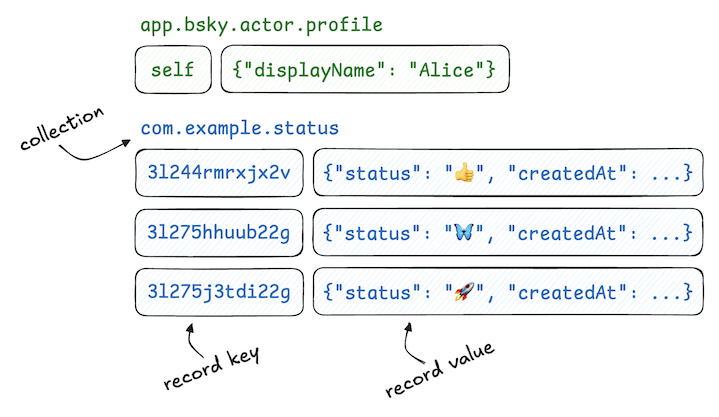 app.bsky.actor.profile
self {"displayName": "Alice"}
collection
com.example.status
3l244rmrxjx2v {"status": "👍", "createdAt": ...}
3l275hhuub22g {"status": "🦋", "createdAt": ...}
3l275j3tdi22g {"status": "🚀", "createdAt": ...}
record key
record value